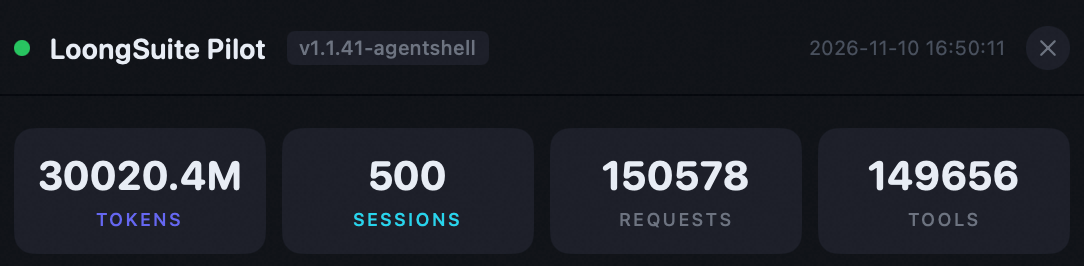 LoongSuite Pilot v1.1.41-agentshell 2026-11-10 16:50:11
30020.4M 500 150578 149656
TOKENS SESSIONS REQUESTS TOOLS